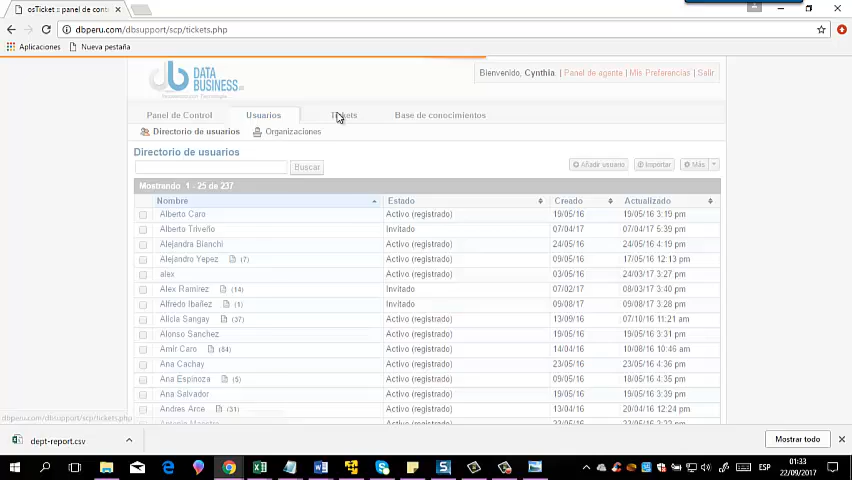 osTicket :: panel de cont
dbperu.com/dbsupport/scp/tickets.php
Aplicaciones Nueva pestaña
DATA
BUSINESS
Bienvenido, Cynthia. | Panel de agente | Mis Preferencias | Salir
Panel de Control Usuarios Tickets Base de conocimientos
Directorio de usuarios Organizaciones
Directorio de usuarios
Buscar Añadir usuario Importar Más
Mostrando 1 - 25 de 237
Nombre Estado Creado Actualizado
Alberto Caro Activo (registrado) 19/05/16 19/05/16 3:19 pm
Alberto Triveño Invitado 07/04/17 07/04/17 5:39 pm
Alejandra Bianchi Activo (registrado) 24/05/16 24/05/16 4:19 pm
Alejandro Yepez (7) Activo (registrado) 09/05/16 17/05/16 12:13 pm
alex Activo (registrado) 03/05/16 24/03/17 3:27 pm
Alex Ramirez (14) Invitado 07/02/17 08/03/17 3:40 pm
Alfredo Ibañez (1) Invitado 09/08/17 09/08/17 3:28 pm
Alicia Sangay (37) Activo (registrado) 13/09/16 07/10/16 11:21 am
Alonso Sanchez Activo (registrado) 19/05/16 19/05/16 3:31 pm
Amir Caro (84) Activo (registrado) 14/04/16 10/08/16 10:46 am
Ana Cachay Activo (registrado) 23/05/16 23/05/16 4:36 pm
Ana Espinoza (5) Activo (registrado) 09/05/16 18/05/16 4:35 pm
Ana Salvador Activo (registrado) 19/05/16 19/05/16 3:31 pm
Andres Arce (31) Activo (registrado) 13/04/16 20/04/16 12:24 pm
dbperu.com/dbsupport/scp/tickets.php
dept-report.csv Mostrar todo
ESP 01:33
22/09/2017